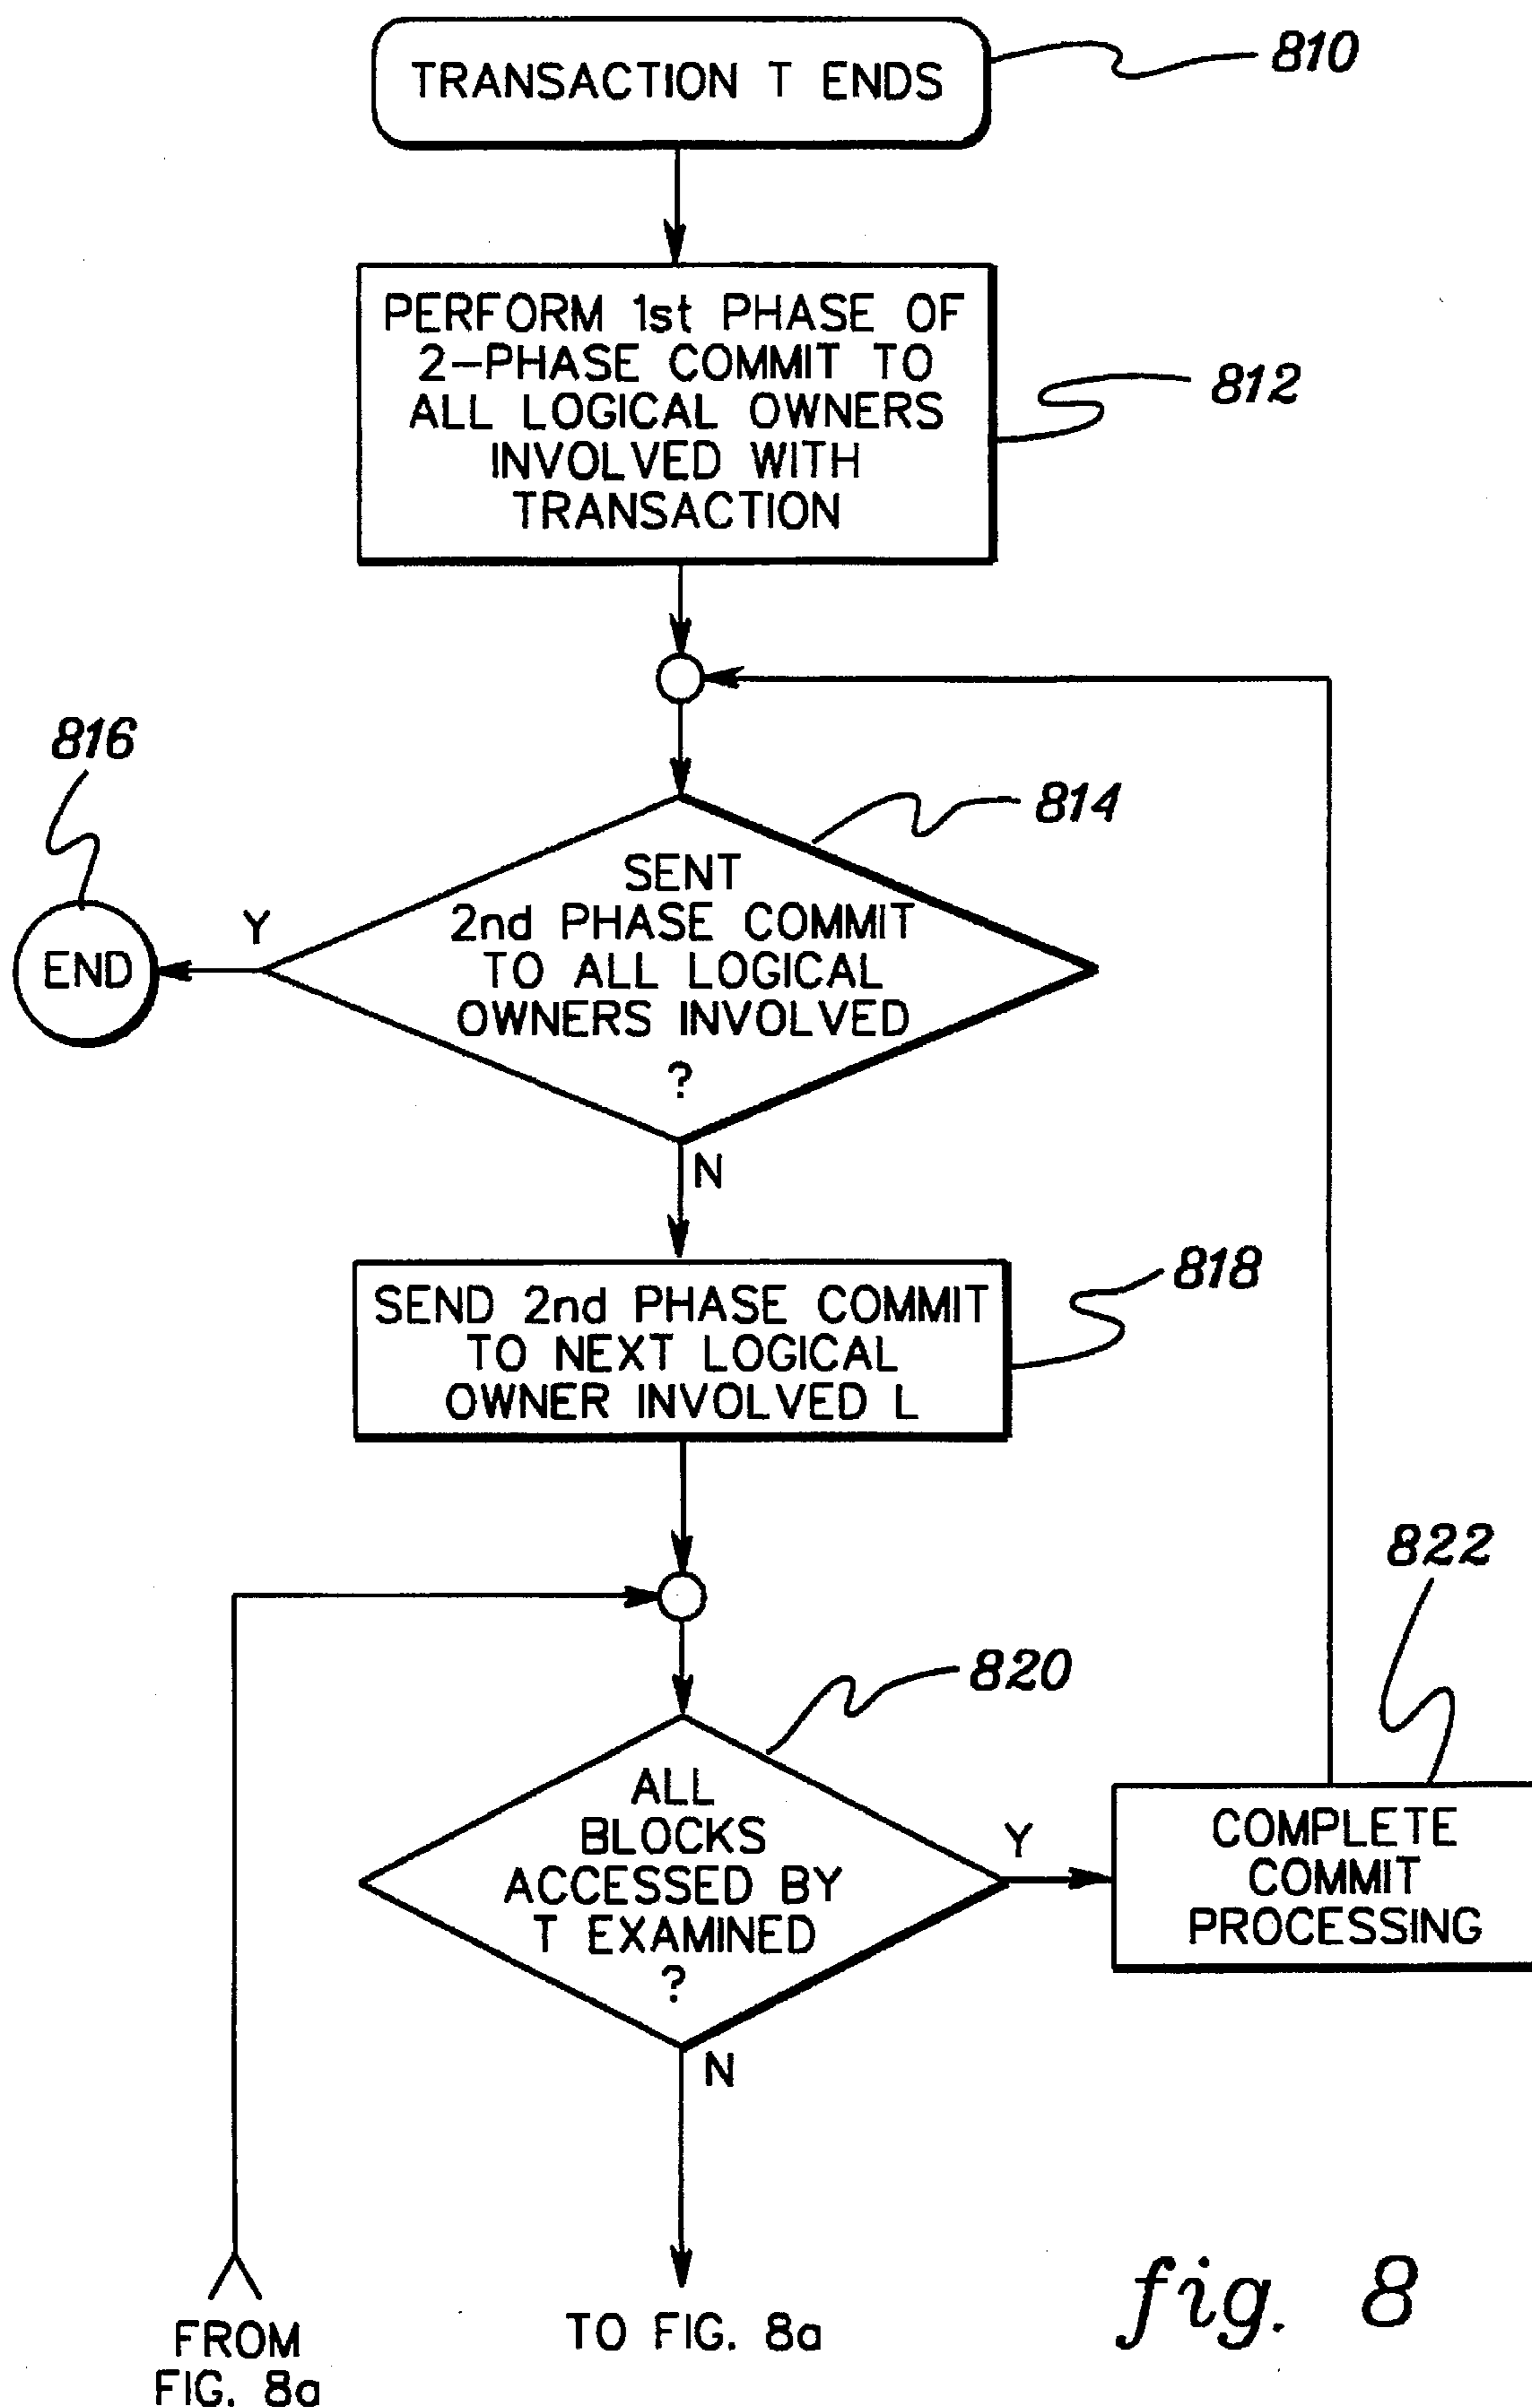 TRANSACTION T ENDS
810
PERFORM 1st PHASE OF
2-PHASE COMMIT TO
ALL LOGICAL OWNERS
INVOLVED WITH
TRANSACTION
812
816
END
Y
814
SENT
2nd PHASE COMMIT
TO ALL LOGICAL
OWNERS INVOLVED
?
N
SEND 2nd PHASE COMMIT
TO NEXT LOGICAL
OWNER INVOLVED L
818
820
ALL
BLOCKS
ACCESSED BY
T EXAMINED
?
Y
N
822
COMPLETE
COMMIT
PROCESSING
FROM
FIG. 8a
TO FIG. 8a
fig. 8